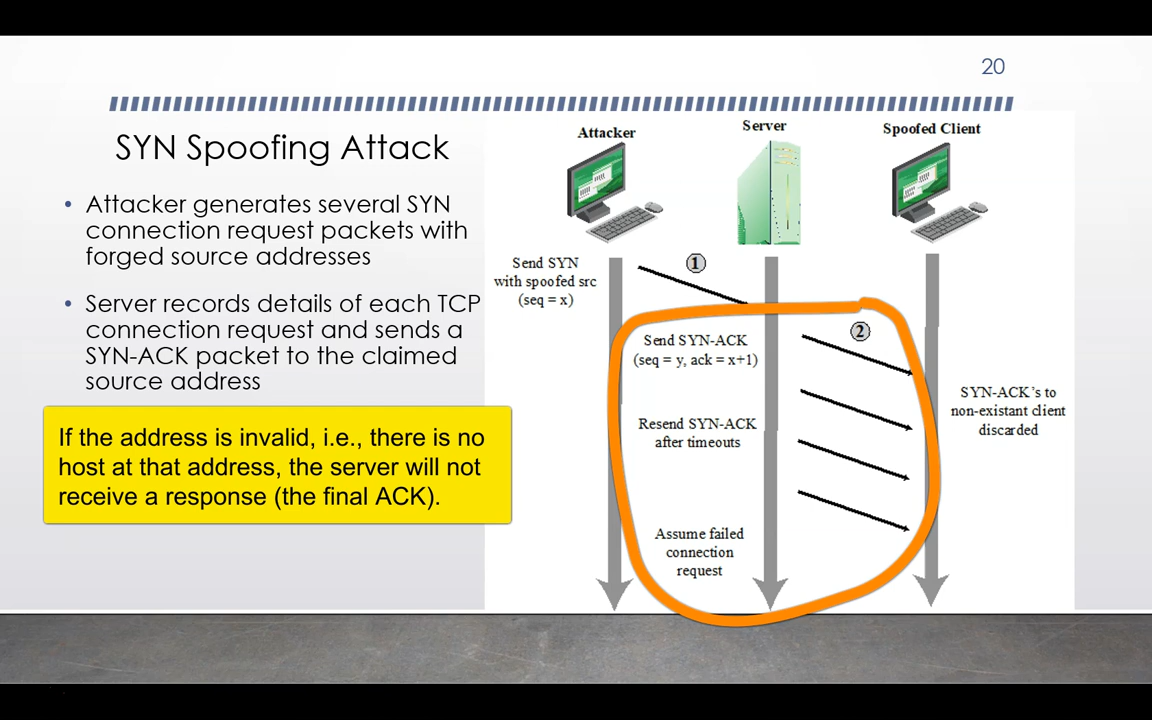 20
SYN Spoofing Attack
• Attacker generates several SYN
connection request packets with
forged source addresses
• Server records details of each TCP
connection request and sends a
SYN-ACK packet to the claimed
source address
If the address is invalid, i.e., there is no
host at that address, the server will not
receive a response (the final ACK).
Attacker
Server
Spoofed Client
Send SYN
with spoofed src
(seq = x)
1
Send SYN-ACK
(seq = y, ack = x+1)
2
Resend SYN-ACK
after timeouts
SYN-ACK's to
non-existant client
discarded
Assume failed
connection
request